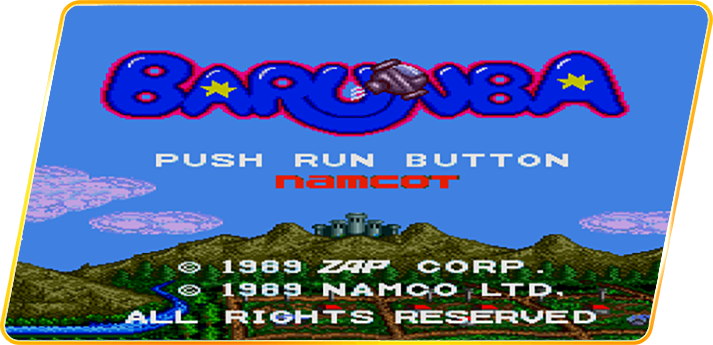 BARUNBA
PUSH RUN BUTTON
namcot
© 1989 ZAP CORP.
© 1989 NAMCO LTD.
ALL RIGHTS RESERVED